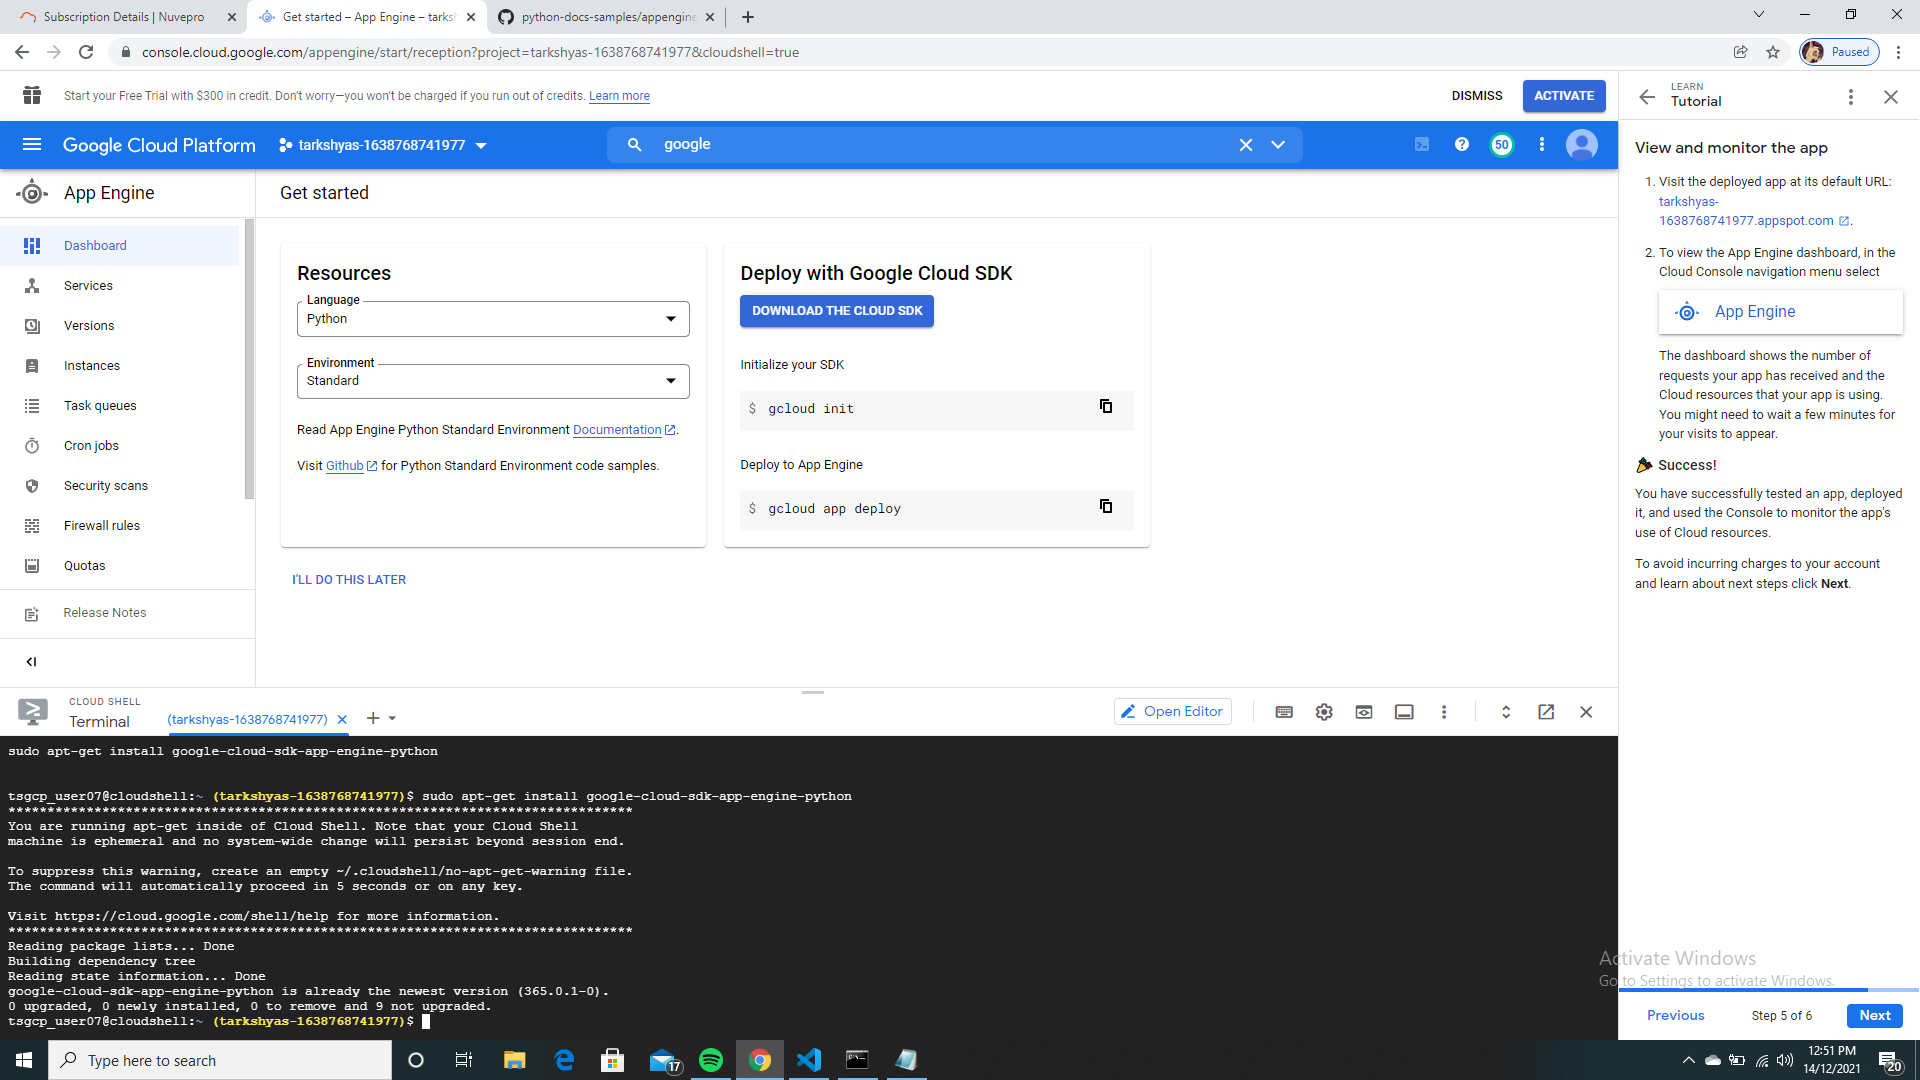 Subscription Details | Nuvepro
Get started – App Engine – tarksh
python-docs-samples/appengine
console.cloud.google.com/appengine/start/reception?project=tarkshyas-1638768741977&cloudshell=true
Paused
Start your Free Trial with $300 in credit. Don't worry—you won't be charged if you run out of credits. Learn more
DISMISS
ACTIVATE
LEARN
Tutorial
Google Cloud Platform
tarkshyas-1638768741977
google
50
App Engine
Get started
Dashboard
Services
Versions
Instances
Task queues
Cron jobs
Security scans
Firewall rules
Quotas
Release Notes
Resources
Language
Python
Environment
Standard
Read App Engine Python Standard Environment Documentation.
Visit Github for Python Standard Environment code samples.
I'LL DO THIS LATER
Deploy with Google Cloud SDK
DOWNLOAD THE CLOUD SDK
Initialize your SDK
$ gcloud init
Deploy to App Engine
$ gcloud app deploy
View and monitor the app
1. Visit the deployed app at its default URL:
tarkshyas-
1638768741977.appspot.com.
2. To view the App Engine dashboard, in the
Cloud Console navigation menu select
App Engine
The dashboard shows the number of
requests your app has received and the
Cloud resources that your app is using.
You might need to wait a few minutes for
your visits to appear.
Success!
You have successfully tested an app, deployed
it, and used the Console to monitor the app's
use of Cloud resources.
To avoid incurring charges to your account
and learn about next steps click Next.
CLOUD SHELL
Terminal
(tarkshyas-1638768741977)
Open Editor
sudo apt-get install google-cloud-sdk-app-engine-python
tsgcp_user07@cloudshell:~ (tarkshyas-1638768741977)$ sudo apt-get install google-cloud-sdk-app-engine-python
********************************************************************************
You are running apt-get inside of Cloud Shell. Note that your Cloud Shell
machine is ephemeral and no system-wide change will persist beyond session end.
To suppress this warning, create an empty ~/.cloudshell/no-apt-get-warning file.
The command will automatically proceed in 5 seconds or on any key.
Visit https://cloud.google.com/shell/help for more information.
********************************************************************************
Reading package lists... Done
Building dependency tree
Reading state information... Done
google-cloud-sdk-app-engine-python is already the newest version (365.0.1-0).
0 upgraded, 0 newly installed, 0 to remove and 9 not upgraded.
tsgcp_user07@cloudshell:~ (tarkshyas-1638768741977)$
Activate Windows
Go to Settings to activate Windows.
Previous
Step 5 of 6
Next
Type here to search
17
12:51 PM
14/12/2021
20